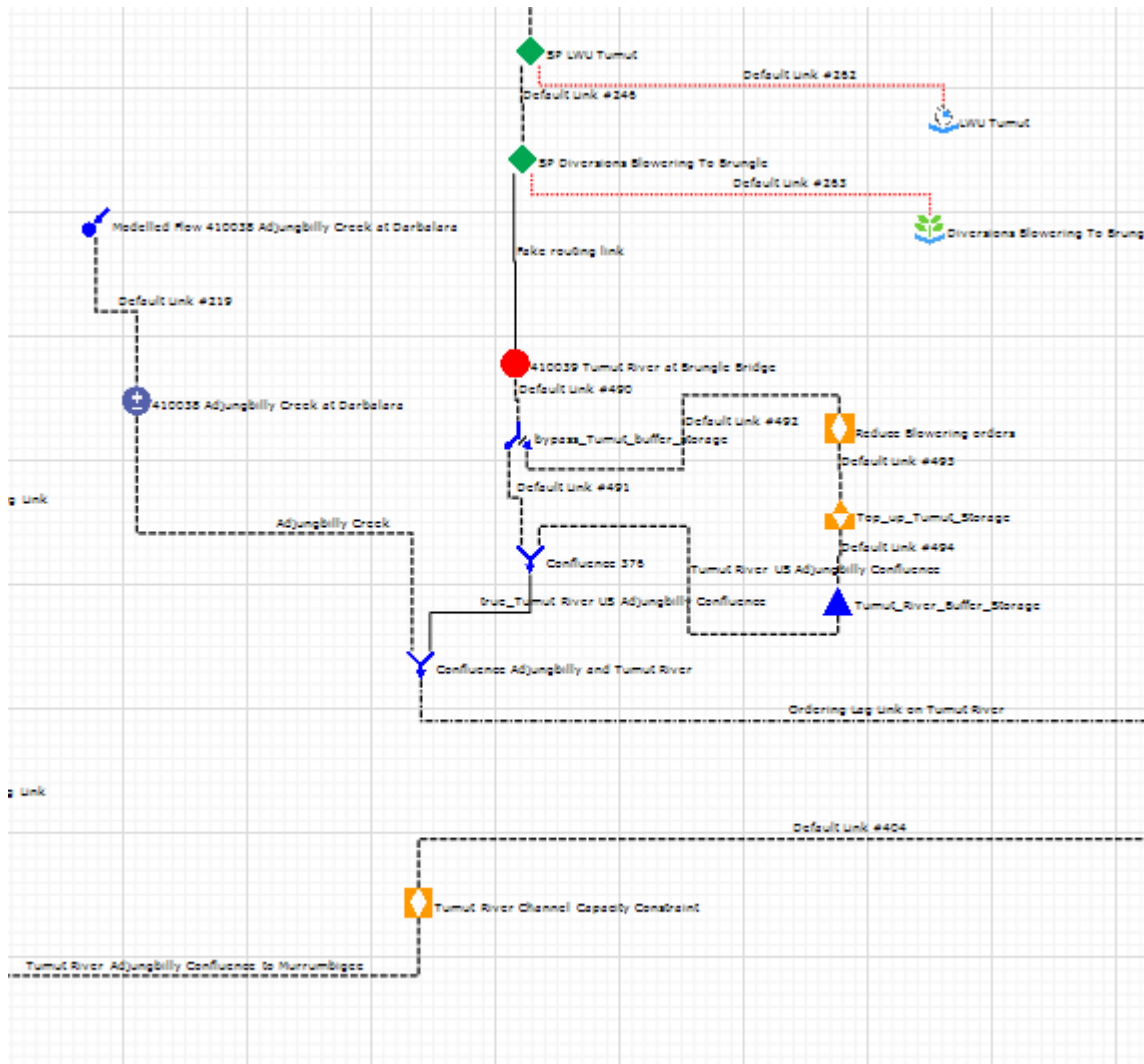 SP LWU Tumut
Default Link #262
Default Link #246
LWU Tumut
SP Diversions Blowering To Brungle
Default Link #263
Modelled Flow 410038 Adjungbilly Creek at Darbalara
Diversions Blowering To Brung
Fake routing link
Default Link #219
410039 Tumut River at Brungle Bridge
Default Link #490
410038 Adjungbilly Creek at Darbalara
Default Link #492
Reduce Blowering orders
bypass_Tumut_buffer_storage
Default Link #493
Default Link #491
g Link
Adjungbilly Creek
Top_up_Tumut_Storage
Default Link #494
Confluence 376
Tumut River US Adjungbilly Confluence
true_Tumut River US Adjungbilly Confluence
Tumut_River_Buffer_Storage
Confluence Adjungbilly and Tumut River
Ordering Lag Link on Tumut River
g Link
Default Link #404
Tumut River Channel Capacity Constraint
Tumut River Adjungbilly Confluence to Murrumbigee